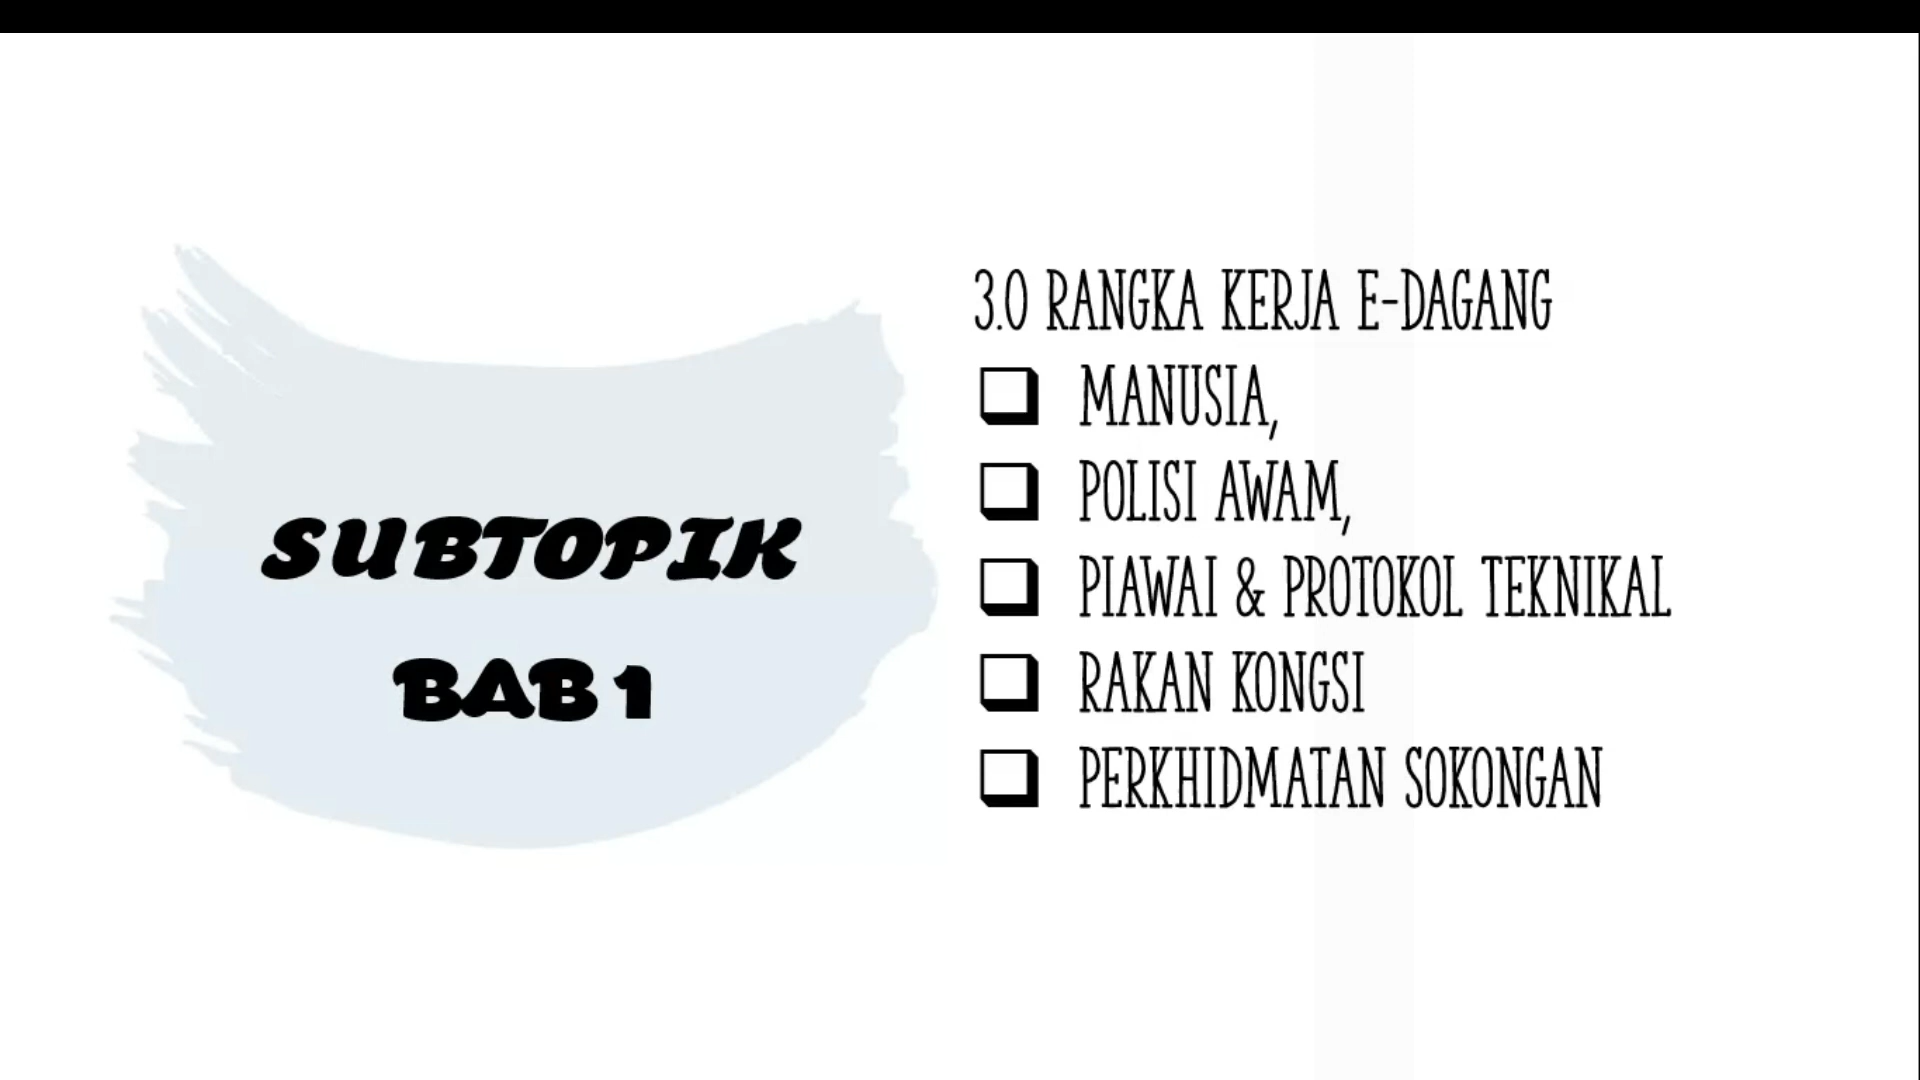 SUBTOPIK
BAB 1
3.0 RANGKA KERJA E-DAGANG
❑ MANUSIA,
❑ POLISI AWAM,
❑ PIAWAI & PROTOKOL TEKNIKAL
❑ RAKAN KONGSI
❑ PERKHIDMATAN SOKONGAN